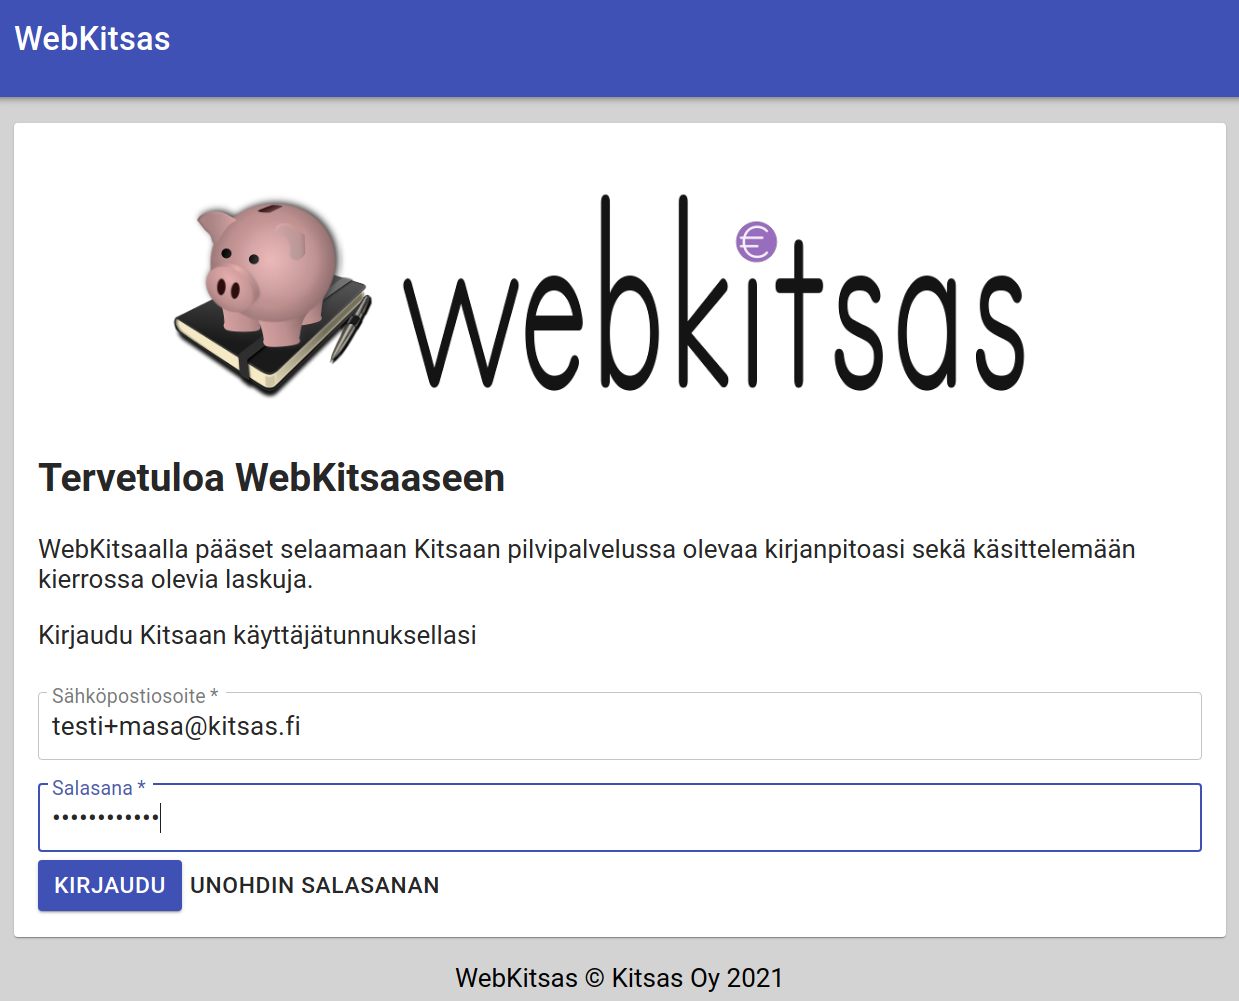 WebKitsas
webkitsas
Tervetuloa WebKitsaaseen
WebKitsaalla pääset selaamaan Kitsaan pilvipalvelussa olevaa kirjanpitoasi sekä käsittelemään
kierrossa olevia laskuja.
Kirjaudu Kitsaan käyttäjätunnuksellasi
Sähköpostiosoite *
testi+masa@kitsas.fi
Salasana *
••••••••••••
KIRJAUDU UNOHDIN SALASANAN
WebKitsas © Kitsas Oy 2021